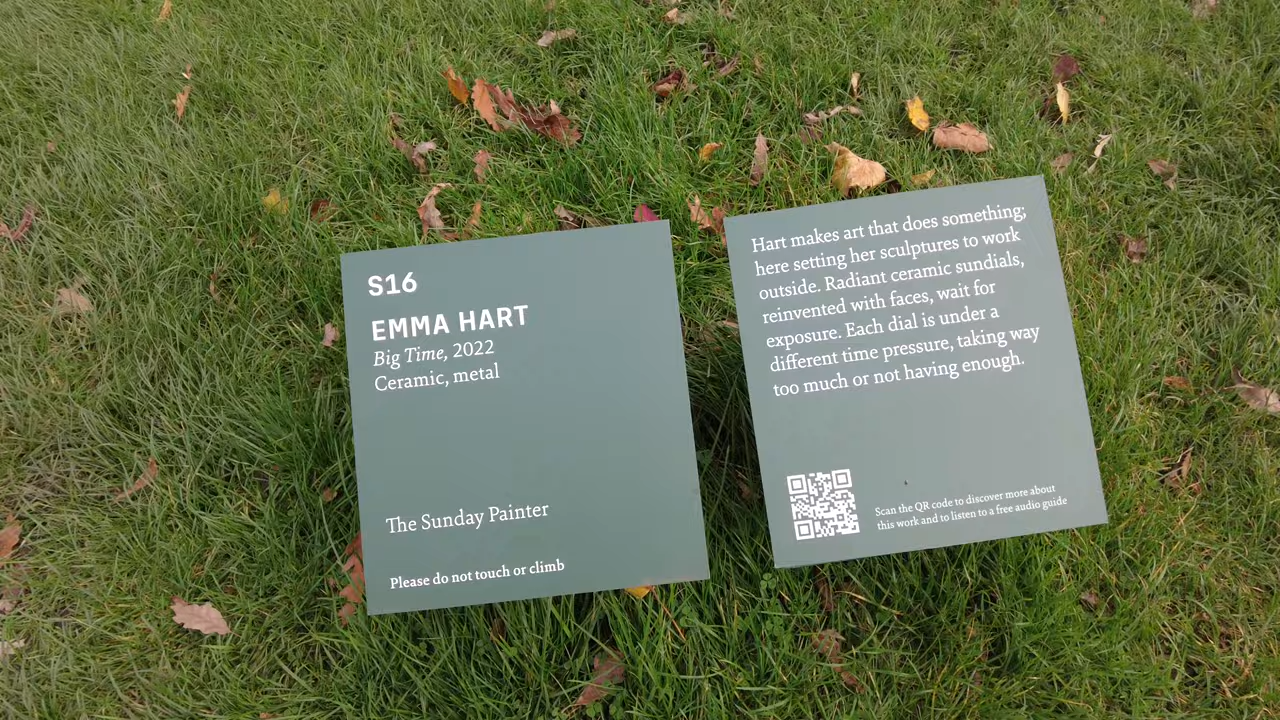 S16
EMMA HART
Big Time, 2022
Ceramic, metal
The Sunday Painter
Please do not touch or climb
Hart makes art that does something;
here setting her sculptures to work
outside. Radiant ceramic sundials,
reinvented with faces, wait for
exposure. Each dial is under a
different time pressure, taking way
too much or not having enough.
Scan the QR code to discover more about
this work and to listen to a free audio guide